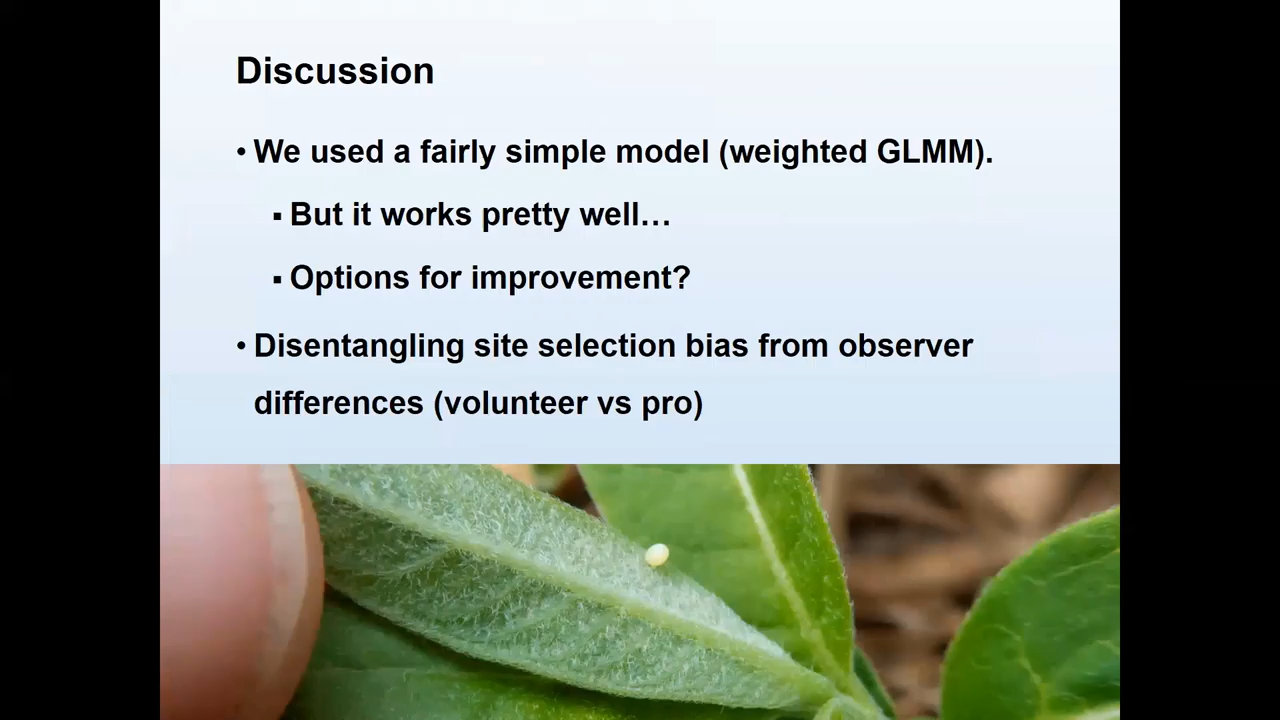 Discussion
• We used a fairly simple model (weighted GLMM).
▪ But it works pretty well…
▪ Options for improvement?
• Disentangling site selection bias from observer
differences (volunteer vs pro)